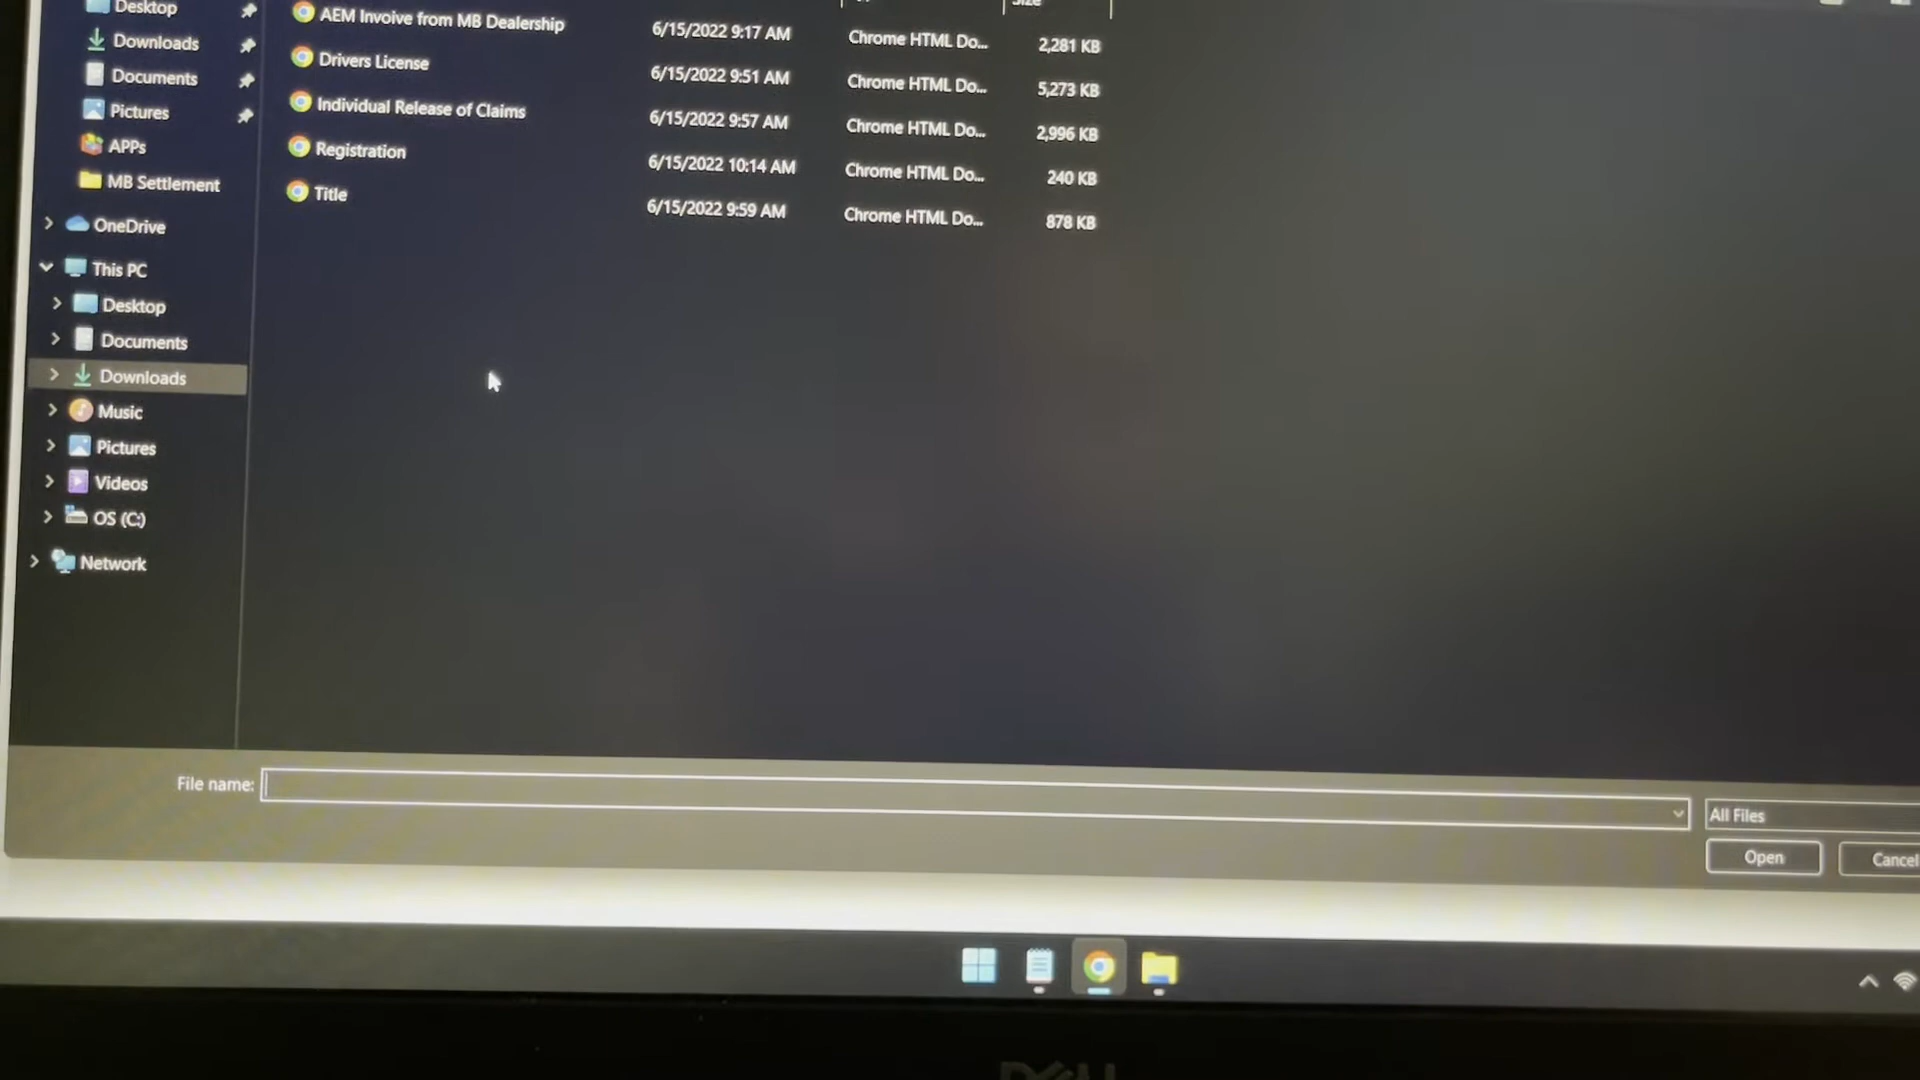 Desktop
AEM Invoive from MB Dealership 6/15/2022 9:17 AM Chrome HTML Do... 2,281 KB
Downloads
Drivers License 6/15/2022 9:51 AM Chrome HTML Do... 5,273 KB
Documents
Individual Release of Claims 6/15/2022 9:57 AM Chrome HTML Do... 2,996 KB
Pictures
Registration 6/15/2022 10:14 AM Chrome HTML Do... 240 KB
APPs
Title 6/15/2022 9:59 AM Chrome HTML Do... 878 KB
MB Settlement
OneDrive
This PC
Desktop
Documents
Downloads
Music
Pictures
Videos
OS (C:)
Network
File name:
All Files
Open
Cancel